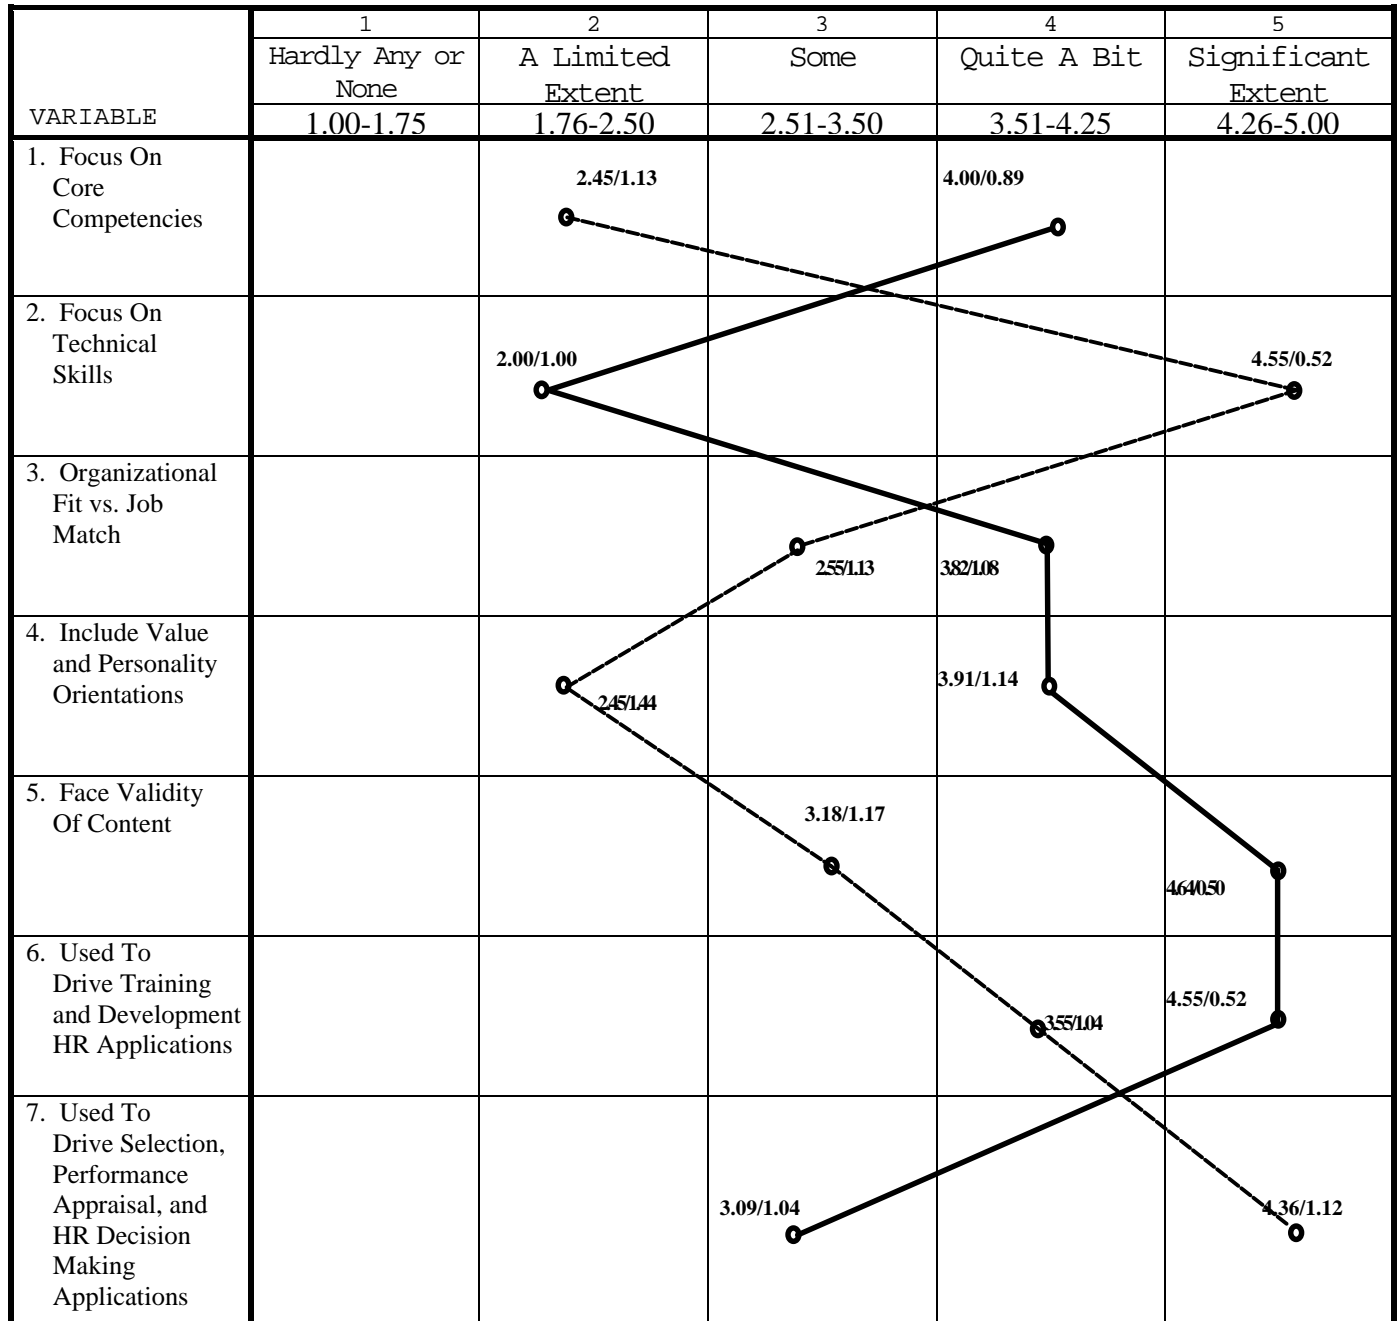 1 2 3 4 5
Hardly Any or None A Limited Extent Some Quite A Bit Significant Extent
VARIABLE 1.00-1.75 1.76-2.50 2.51-3.50 3.51-4.25 4.26-5.00
1. Focus On
Core
Competencies
2.45/1.13 4.00/0.89
2. Focus On
Technical
Skills
2.00/1.00 4.55/0.52
3. Organizational
Fit vs. Job
Match
2.55/1.13 3.82/1.08
4. Include Value
and Personality
Orientations
2.45/1.44 3.91/1.14
5. Face Validity
Of Content
3.18/1.17 4.64/0.50
6. Used To
Drive Training
and Development
HR Applications
3.55/1.04 4.55/0.52
7. Used To
Drive Selection,
Performance
Appraisal, and
HR Decision
Making
Applications
3.09/1.04 4.36/1.12